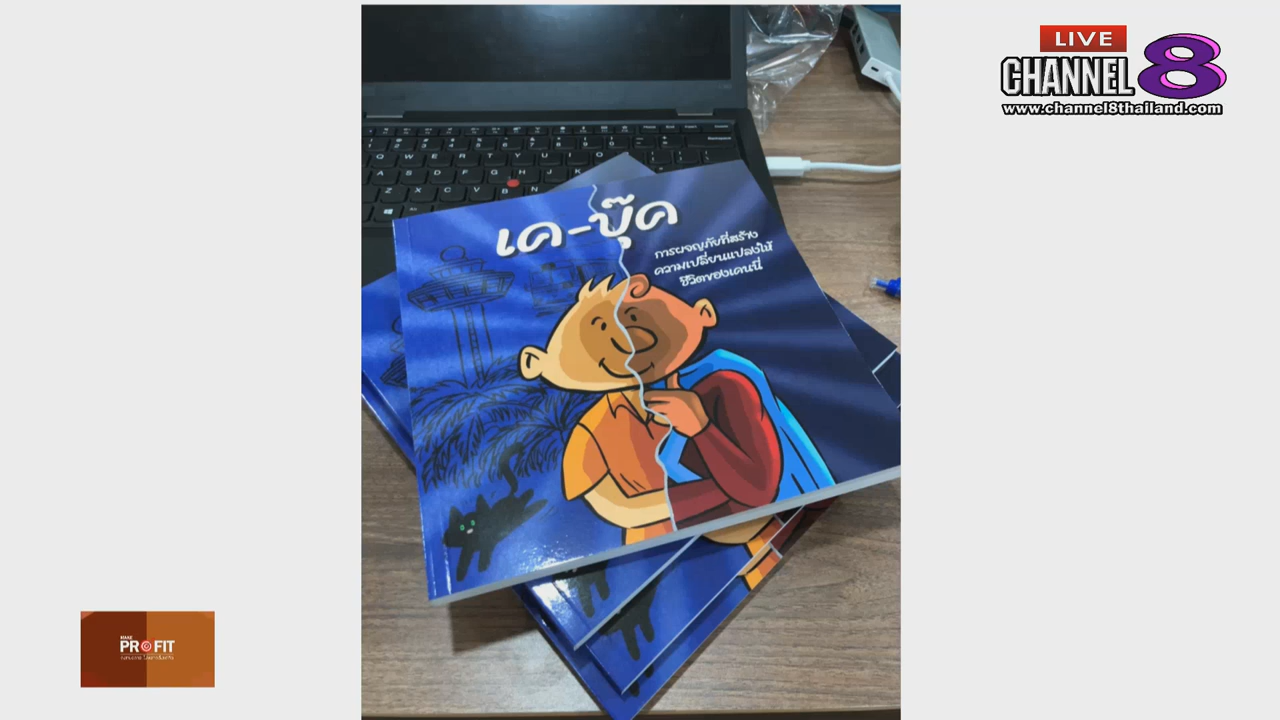 LIVE
CHANNEL 8
www.channel8thailand.com
เค-บุ๊ค
การผจญภัยที่สร้าง
ความเปลี่ยนแปลงให้
ชีวิตของเคนนี่
MAKE
PROFIT